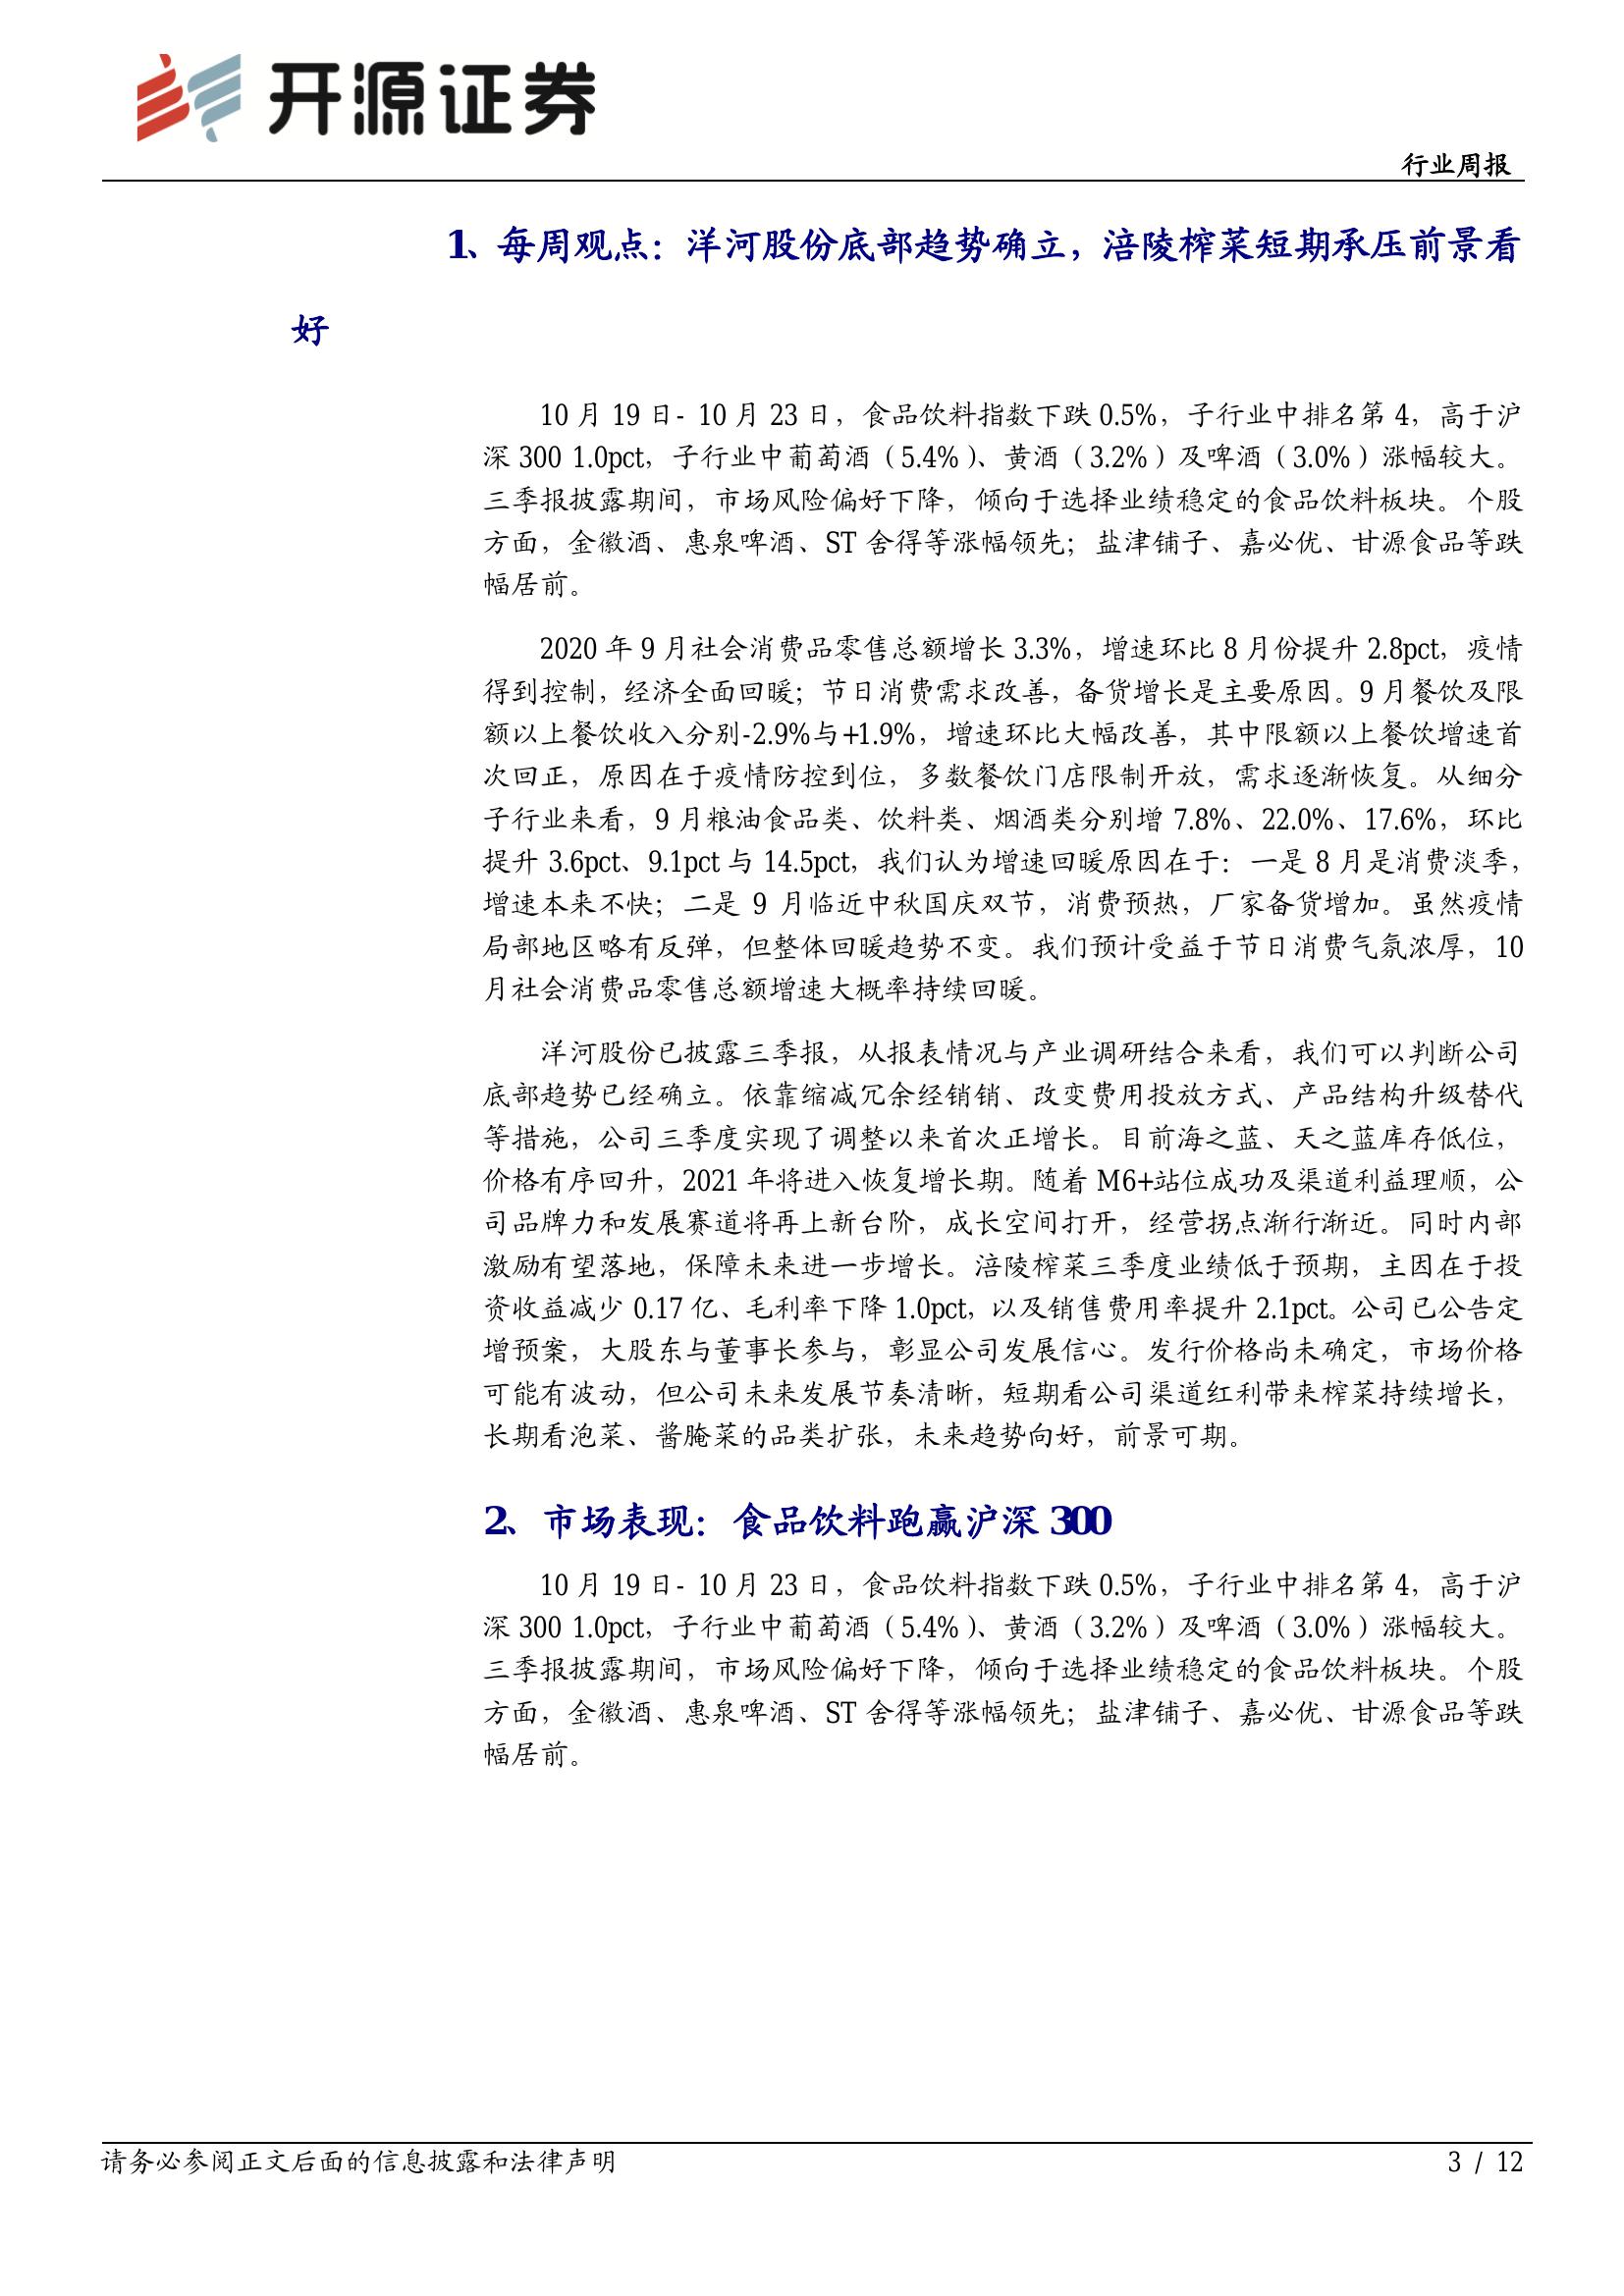 开源证券
行业周报
1、每周观点：洋河股份底部趋势确立，涪陵榨菜短期承压前景看
好
10 月 19 日- 10 月 23 日，食品饮料指数下跌 0.5%，子行业中排名第 4，高于沪
深 300 1.0pct，子行业中葡萄酒（5.4%）、黄酒（3.2%）及啤酒（3.0%）涨幅较大。
三季报披露期间，市场风险偏好下降，倾向于选择业绩稳定的食品饮料板块。个股
方面，金徽酒、惠泉啤酒、ST 舍得等涨幅领先；盐津铺子、嘉必优、甘源食品等跌
幅居前。
2020 年 9 月社会消费品零售总额增长 3.3%，增速环比 8 月份提升 2.8pct，疫情
得到控制，经济全面回暖；节日消费需求改善，备货增长是主要原因。9 月餐饮及限
额以上餐饮收入分别-2.9%与+1.9%，增速环比大幅改善，其中限额以上餐饮增速首
次回正，原因在于疫情防控到位，多数餐饮门店限制开放，需求逐渐恢复。从细分
子行业来看，9 月粮油食品类、饮料类、烟酒类分别增 7.8%、22.0%、17.6%，环比
提升 3.6pct、9.1pct 与 14.5pct，我们认为增速回暖原因在于：一是 8 月是消费淡季，
增速本来不快；二是 9 月临近中秋国庆双节，消费预热，厂家备货增加。虽然疫情
局部地区略有反弹，但整体回暖趋势不变。我们预计受益于节日消费气氛浓厚，10
月社会消费品零售总额增速大概率持续回暖。
洋河股份已披露三季报，从报表情况与产业调研结合来看，我们可以判断公司
底部趋势已经确立。依靠缩减冗余经销销、改变费用投放方式、产品结构升级替代
等措施，公司三季度实现了调整以来首次正增长。目前海之蓝、天之蓝库存低位，
价格有序回升，2021 年将进入恢复增长期。随着 M6+站位成功及渠道利益理顺，公
司品牌力和发展赛道将再上新台阶，成长空间打开，经营拐点渐行渐近。同时内部
激励有望落地，保障未来进一步增长。涪陵榨菜三季度业绩低于预期，主因在于投
资收益减少 0.17 亿、毛利率下降 1.0pct，以及销售费用率提升 2.1pct。公司已公告定
增预案，大股东与董事长参与，彰显公司发展信心。发行价格尚未确定，市场价格
可能有波动，但公司未来发展节奏清晰，短期看公司渠道红利带来榨菜持续增长，
长期看泡菜、酱腌菜的品类扩张，未来趋势向好，前景可期。
2、市场表现：食品饮料跑赢沪深 300
10 月 19 日- 10 月 23 日，食品饮料指数下跌 0.5%，子行业中排名第 4，高于沪
深 300 1.0pct，子行业中葡萄酒（5.4%）、黄酒（3.2%）及啤酒（3.0%）涨幅较大。
三季报披露期间，市场风险偏好下降，倾向于选择业绩稳定的食品饮料板块。个股
方面，金徽酒、惠泉啤酒、ST 舍得等涨幅领先；盐津铺子、嘉必优、甘源食品等跌
幅居前。
请务必参阅正文后面的信息披露和法律声明
3 / 12